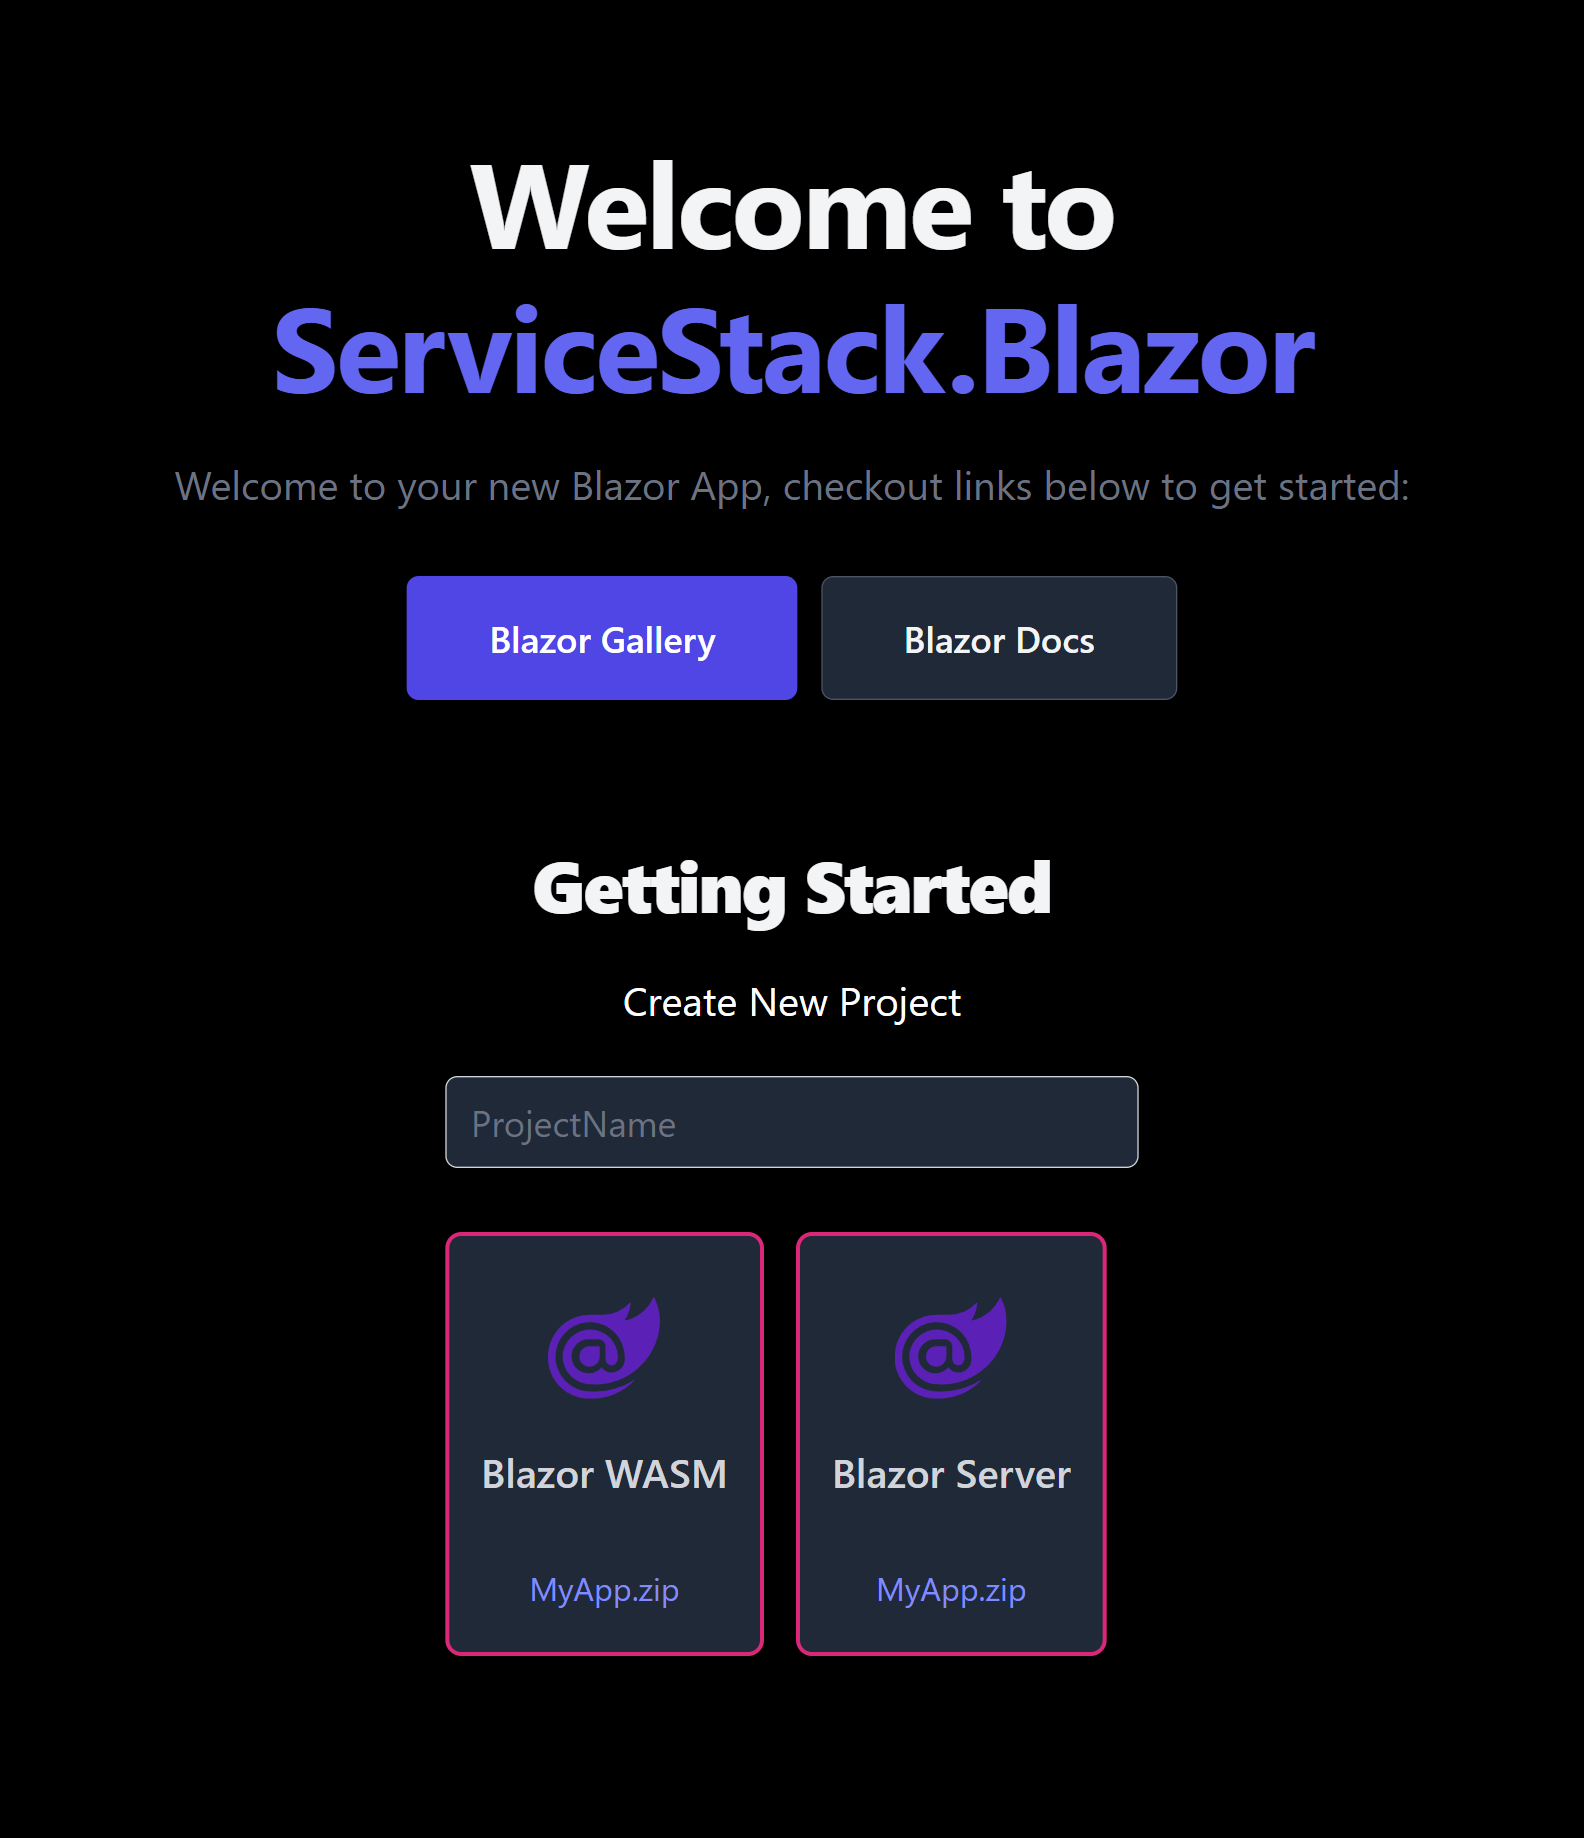 Welcome to
ServiceStack.Blazor
Welcome to your new Blazor App, checkout links below to get started:
Blazor Gallery
Blazor Docs
Getting Started
Create New Project
ProjectName
Blazor WASM
MyApp.zip
Blazor Server
MyApp.zip